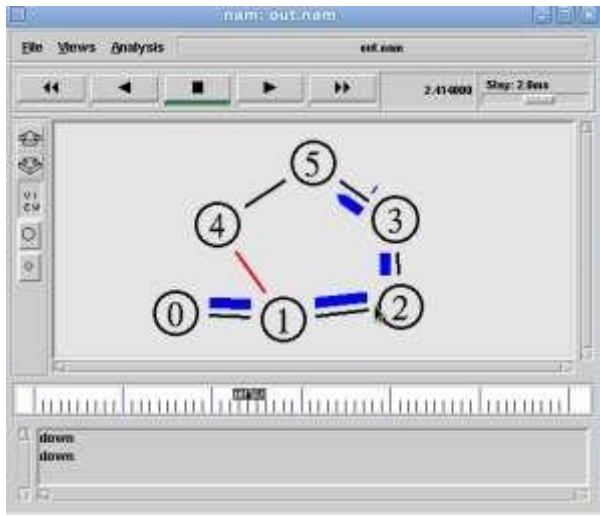 nam: out.nam
File Views Analysis out.nam
2.414000 Step: 2.0ms
5
4 3
0 1 2
down
down